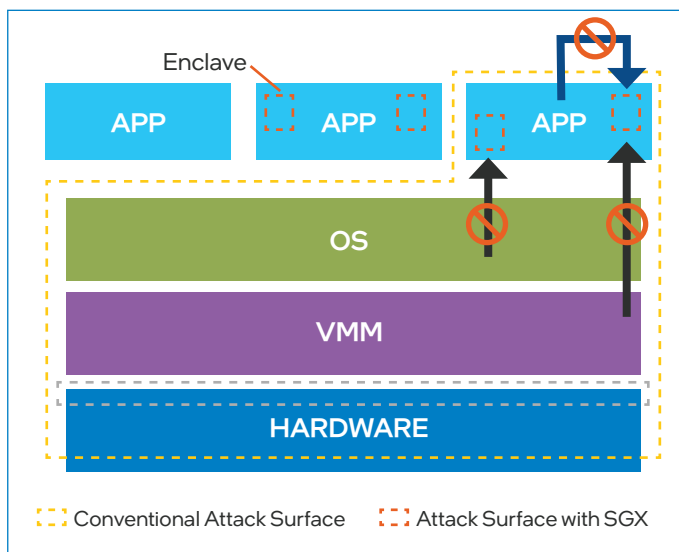 Enclave
APP
APP
APP
OS
VMM
HARDWARE
Conventional Attack Surface
Attack Surface with SGX